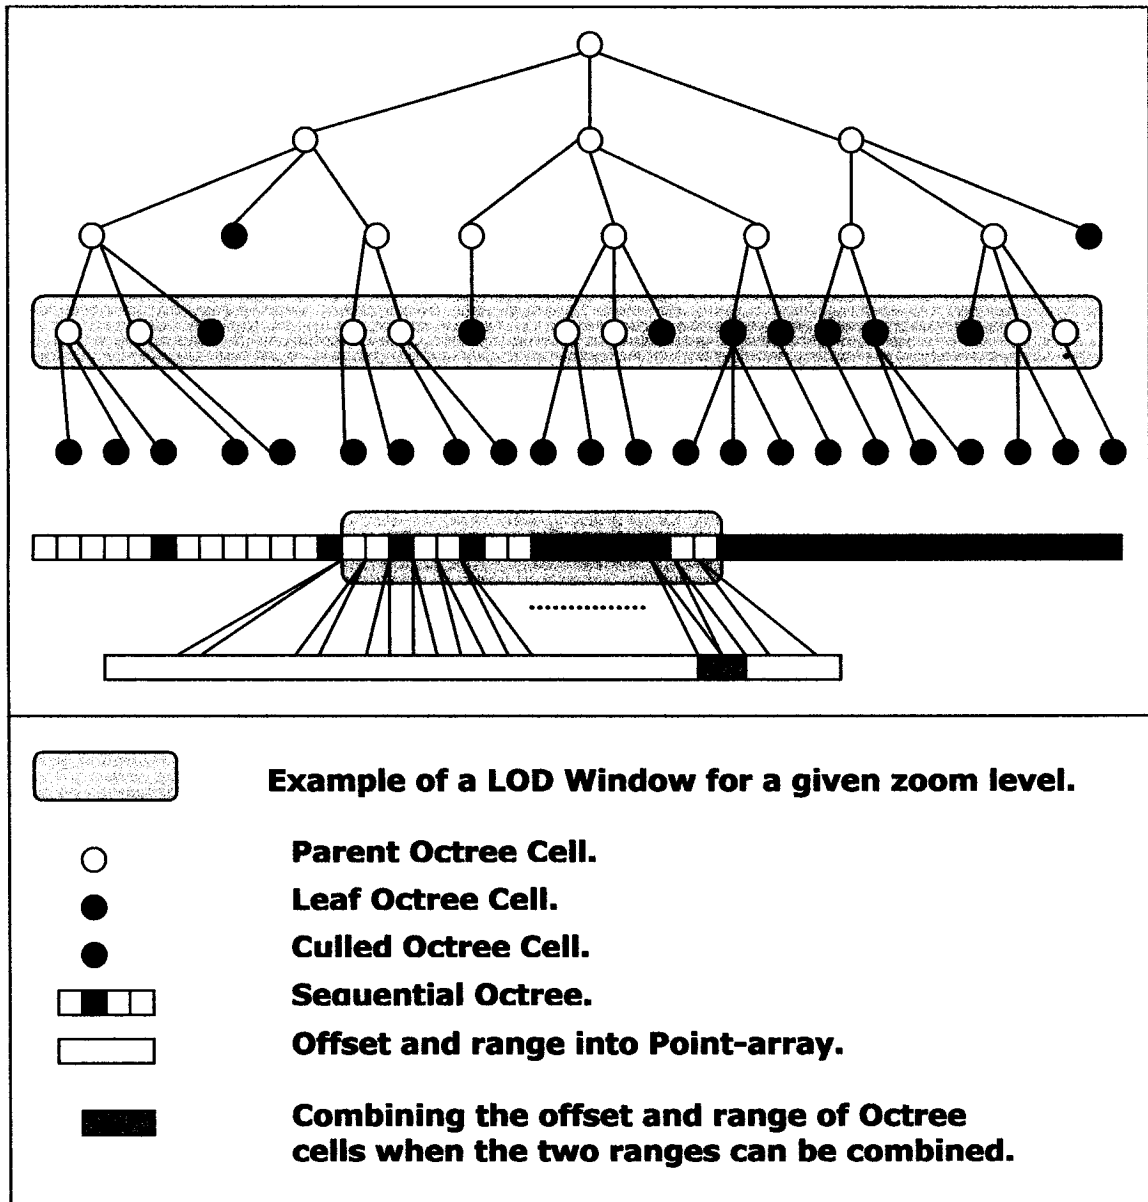 Example of a LOD Window for a given zoom level.
Parent Octree Cell.
Leaf Octree Cell.
Culled Octree Cell.
Sequential Octree.
Offset and range into Point-array.
Combining the offset and range of Octree
cells when the two ranges can be combined.